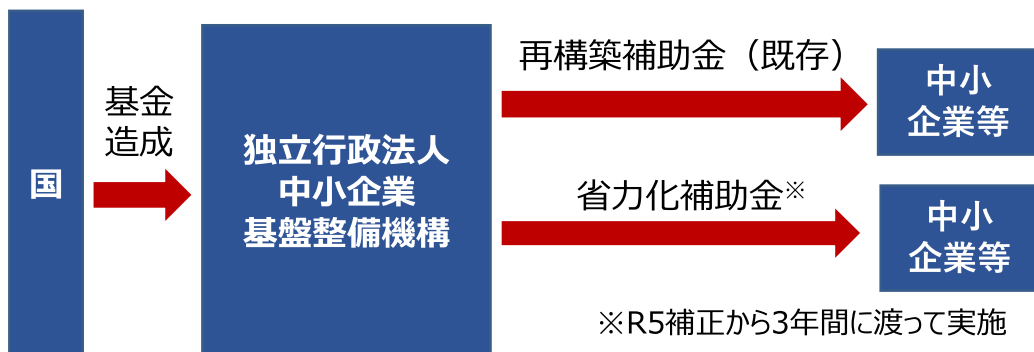 国
基金
造成
独立行政法人
中小企業
基盤整備機構
再構築補助金（既存）
中小
企業等
省力化補助金※
中小
企業等
※R5補正から3年間に渡って実施